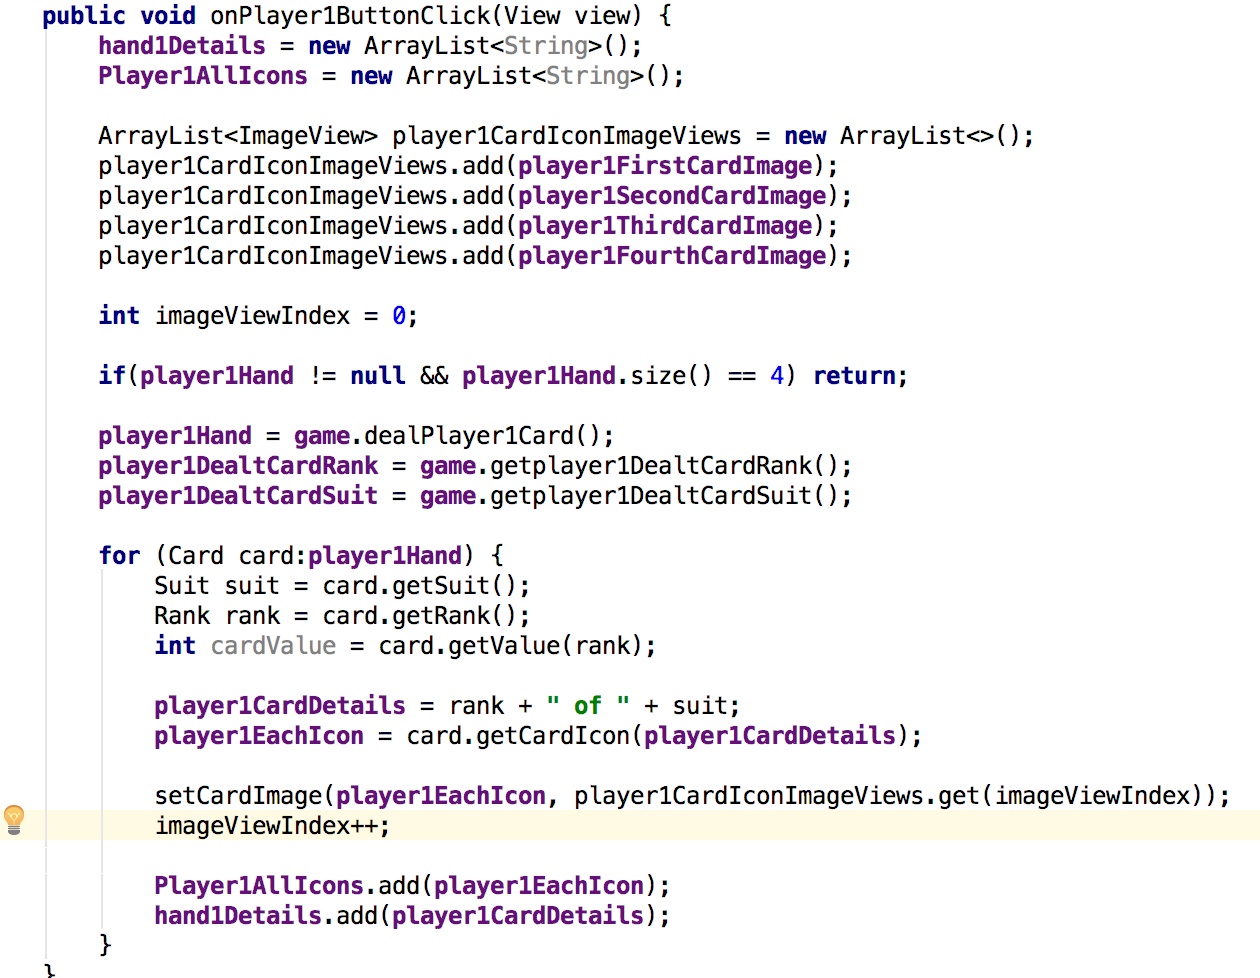 public void onPlayer1ButtonClick(View view) {
hand1Details = new ArrayList<String>();
Player1AllIcons = new ArrayList<String>();
ArrayList<ImageView> player1CardIconImageViews = new ArrayList<>();
player1CardIconImageViews.add(player1FirstCardImage);
player1CardIconImageViews.add(player1SecondCardImage);
player1CardIconImageViews.add(player1ThirdCardImage);
player1CardIconImageViews.add(player1FourthCardImage);
int imageViewIndex = 0;
if(player1Hand != null && player1Hand.size() == 4) return;
player1Hand = game.dealPlayer1Card();
player1DealtCardRank = game.getplayer1DealtCardRank();
player1DealtCardSuit = game.getplayer1DealtCardSuit();
for (Card card:player1Hand) {
Suit suit = card.getSuit();
Rank rank = card.getRank();
int cardValue = card.getValue(rank);
player1CardDetails = rank + " of " + suit;
player1EachIcon = card.getCardIcon(player1CardDetails);
setCardImage(player1EachIcon, player1CardIconImageViews.get(imageViewIndex));
imageViewIndex++;
Player1AllIcons.add(player1EachIcon);
hand1Details.add(player1CardDetails);
}
}